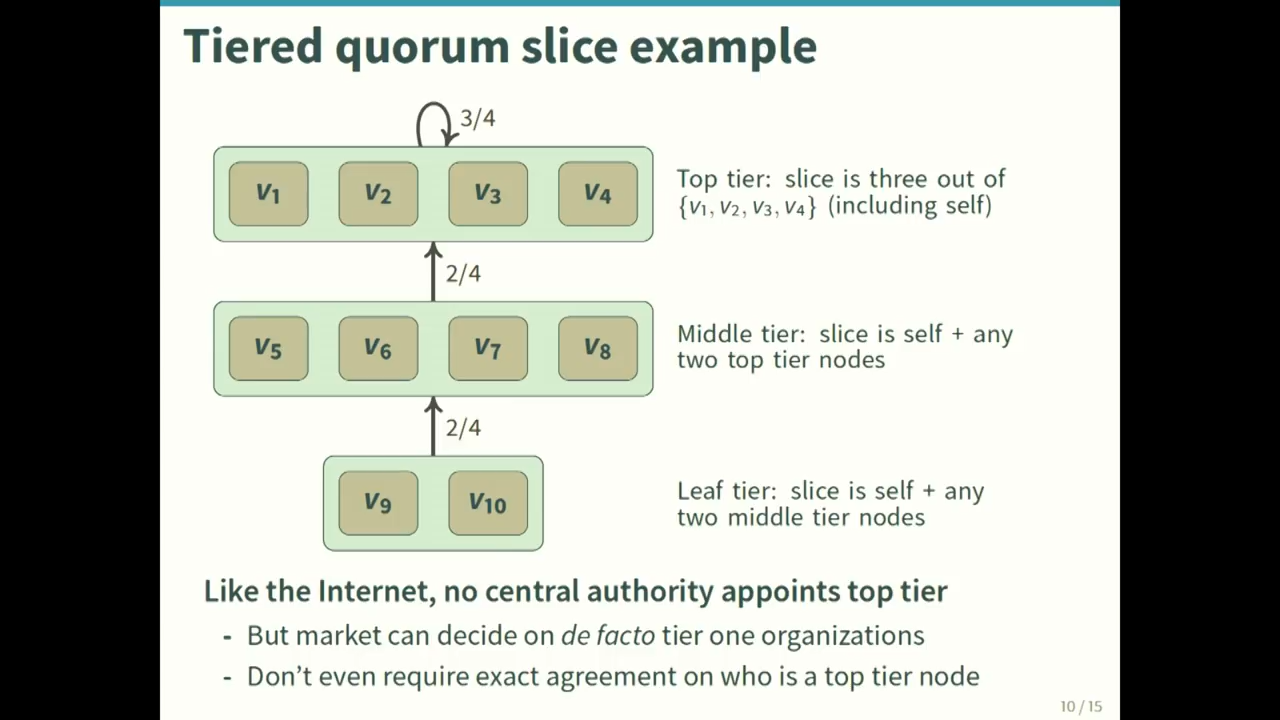 Tiered quorum slice example
3/4
v1 v2 v3 v4
Top tier: slice is three out of
{v1, v2, v3, v4} (including self)
2/4
v5 v6 v7 v8
Middle tier: slice is self + any
two top tier nodes
2/4
v9 v10
Leaf tier: slice is self + any
two middle tier nodes
Like the Internet, no central authority appoints top tier
- But market can decide on de facto tier one organizations
- Don’t even require exact agreement on who is a top tier node
10 / 15